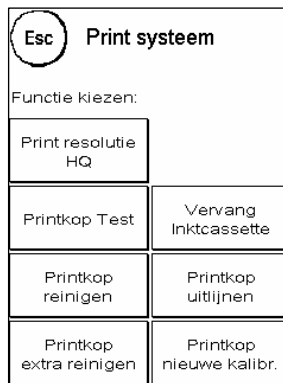 Esc Print systeem
Functie kiezen:
Print resolutie
HQ
Printkop Test
Vervang
Inktcassette
Printkop
reinigen
Printkop
uitlijnen
Printkop
extra reinigen
Printkop
nieuwe kalibr.